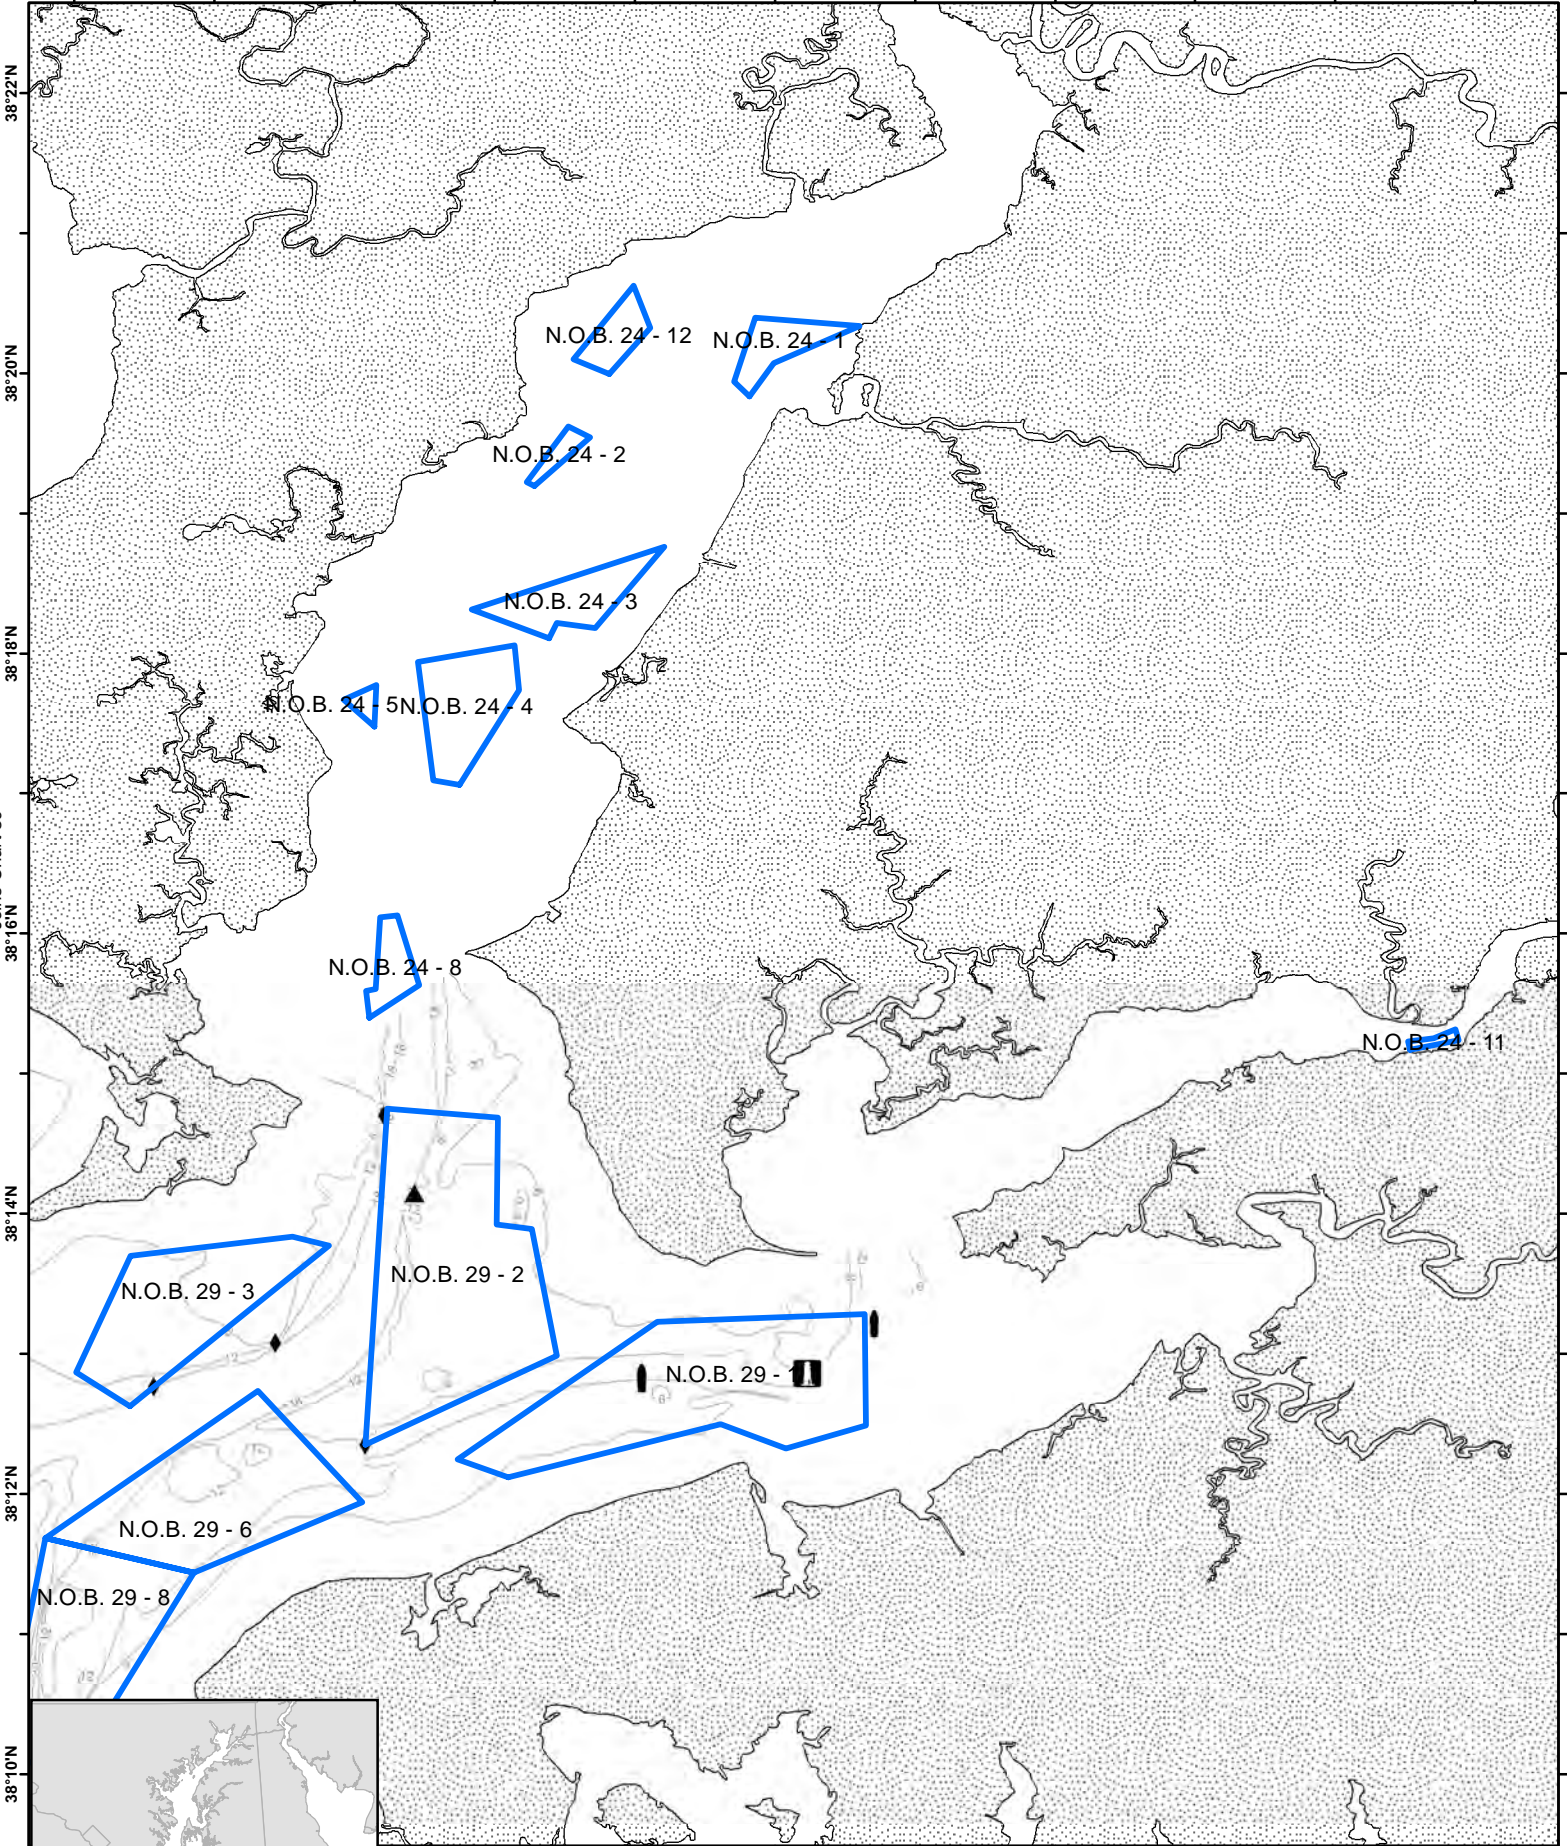 38°22'N
N.O.B. 24 - 12
N.O.B. 24 - 1
38°20'N
N.O.B. 24 - 2
N.O.B. 24 - 3
38°18'N
N.O.B. 24 - 5
N.O.B. 24 - 4
38°16'N
N.O.B. 24 - 8
N.O.B. 24 - 11
38°14'N
N.O.B. 29 - 2
N.O.B. 29 - 3
N.O.B. 29 - 1
38°12'N
N.O.B. 29 - 6
N.O.B. 29 - 8
38°10'N